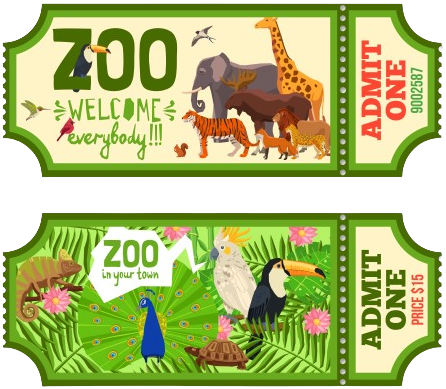 ZOO
WELCOME
everybody!!!
ADMIT
ONE
9002587
ZOO
in your town
ADMIT
ONE
PRICE $15